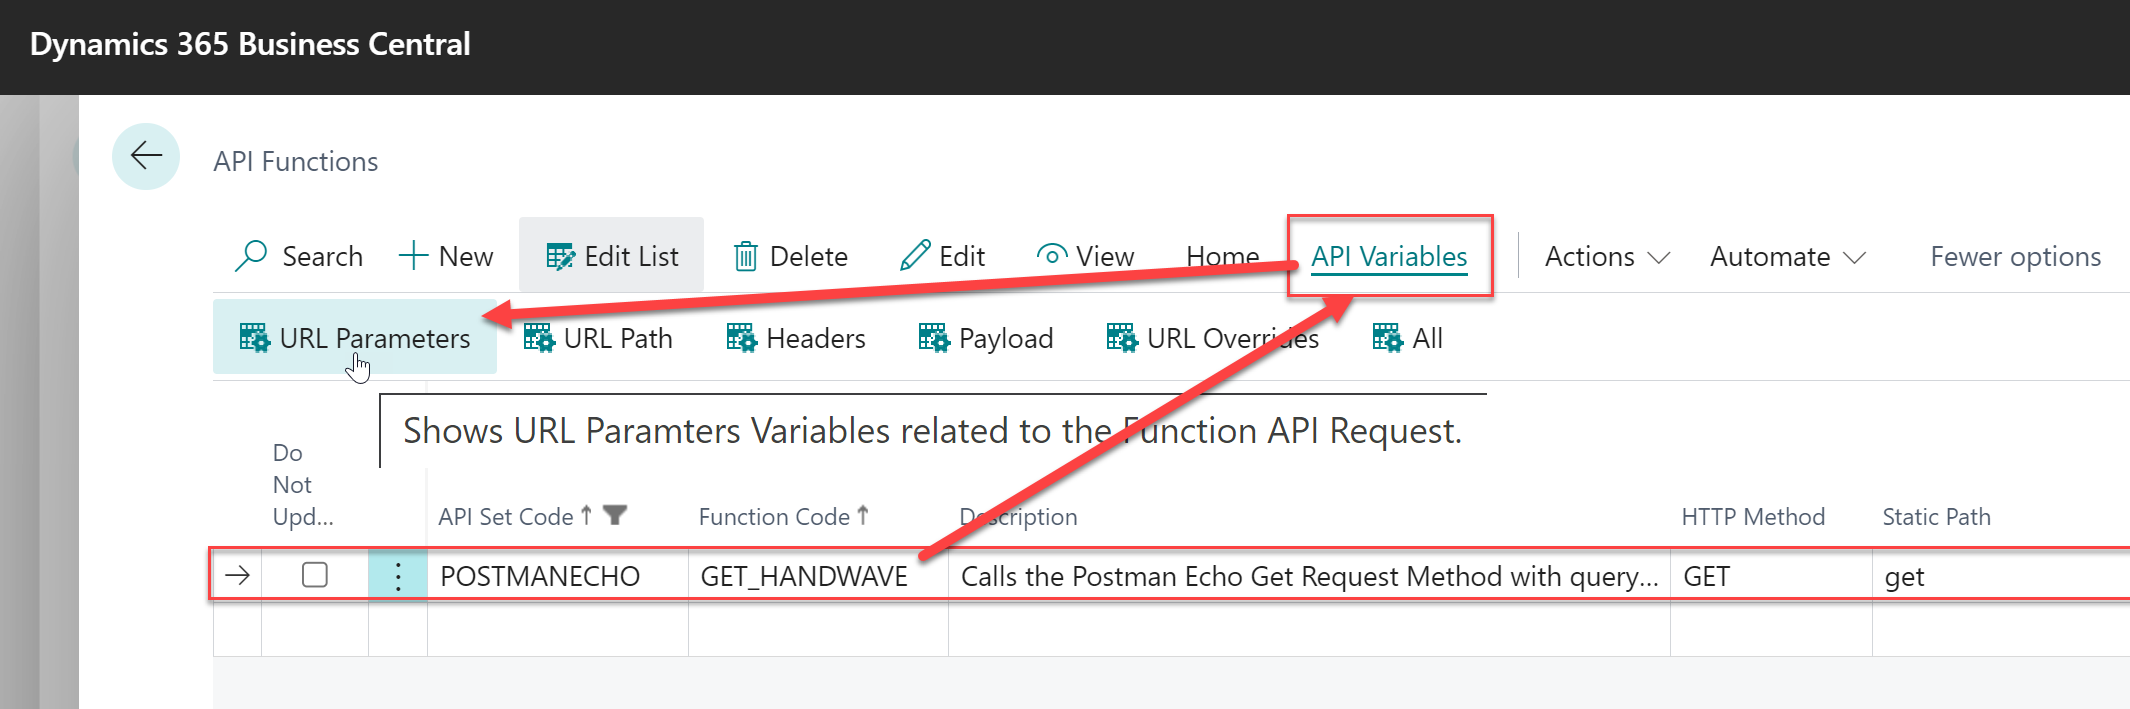 Dynamics 365 Business Central
API Functions
Search New Edit List Delete Edit View Home API Variables Actions Automate Fewer options
URL Parameters URL Path Headers Payload URL Overrides All
Shows URL Paramters Variables related to the Function API Request.
Do
Not
Upd... API Set Code Function Code Description HTTP Method Static Path
POSTMANECHO GET_HANDWAVE Calls the Postman Echo Get Request Method with query... GET get